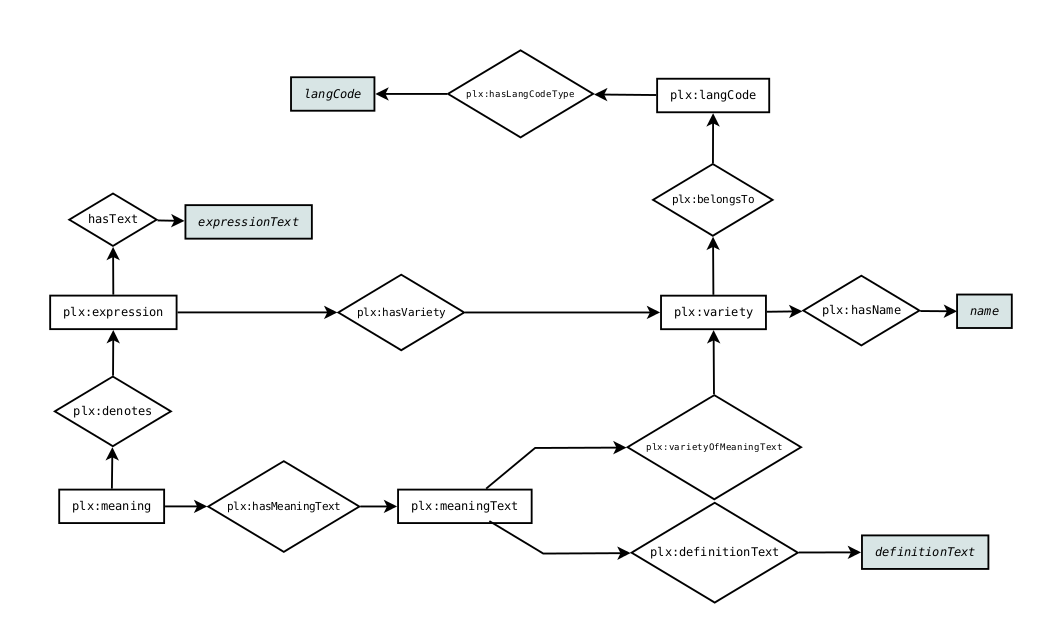 langCode
plx:hasLangCodeType
plx:langCode
plx:belongsTo
hasText
expressionText
plx:expression
plx:hasVariety
plx:variety
plx:hasName
name
plx:denotes
plx:varietyOfMeaningText
plx:meaning
plx:hasMeaningText
plx:meaningText
plx:definitionText
definitionText